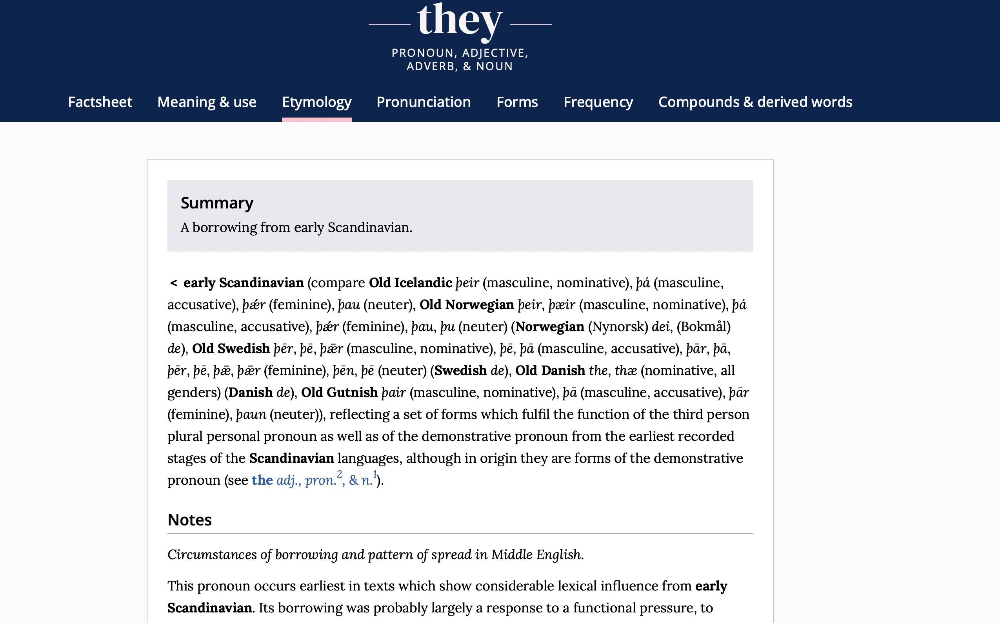 they
PRONOUN, ADJECTIVE,
ADVERB, & NOUN
Factsheet Meaning & use Etymology Pronunciation Forms Frequency Compounds & derived words
Summary
A borrowing from early Scandinavian.
< early Scandinavian (compare Old Icelandic þeir (masculine, nominative), þá (masculine,
accusative), þǽr (feminine), þau (neuter), Old Norwegian þeir, þæir (masculine, nominative), þá
(masculine, accusative), þǽr (feminine), þau, þu (neuter) (Norwegian (Nynorsk) dei, (Bokmål)
de), Old Swedish þēr, þē, þǣr (masculine, nominative), þē, þā (masculine, accusative), þār, þā,
þēr, þē, þǣ, þǣr (feminine), þēn, þē (neuter) (Swedish de), Old Danish the, thæ (nominative, all
genders) (Danish de), Old Gutnish þair (masculine, nominative), þā (masculine, accusative), þār
(feminine), þaun (neuter)), reflecting a set of forms which fulfil the function of the third person
plural personal pronoun as well as of the demonstrative pronoun from the earliest recorded
stages of the Scandinavian languages, although in origin they are forms of the demonstrative
pronoun (see the adj., pron.², & n.¹).
Notes
Circumstances of borrowing and pattern of spread in Middle English.
This pronoun occurs earliest in texts which show considerable lexical influence from early
Scandinavian. Its borrowing was probably largely a response to a functional pressure, to